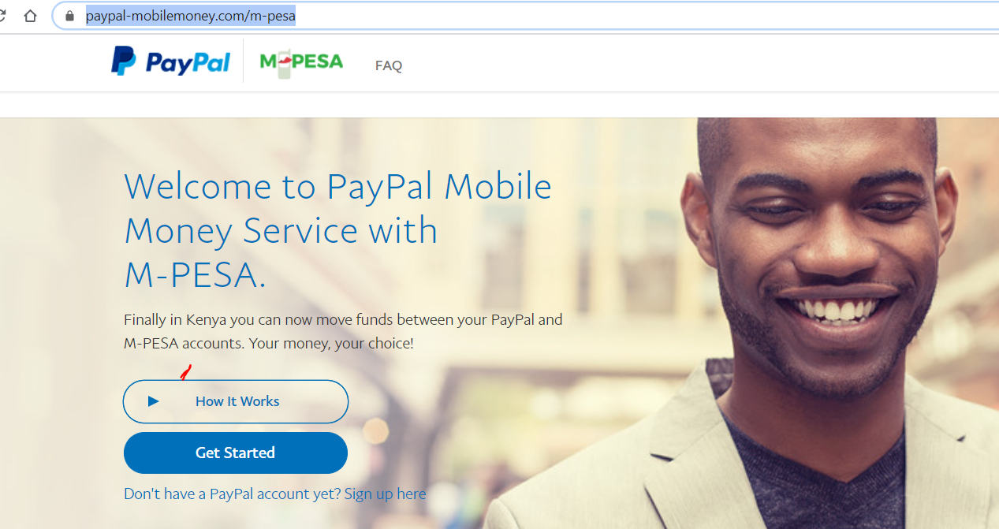 paypal-mobilemoney.com/m-pesa
PayPal M-PESA FAQ
Welcome to PayPal Mobile
Money Service with
M-PESA.
Finally in Kenya you can now move funds between your PayPal and
M-PESA accounts. Your money, your choice!
How It Works
Get Started
Don't have a PayPal account yet? Sign up here